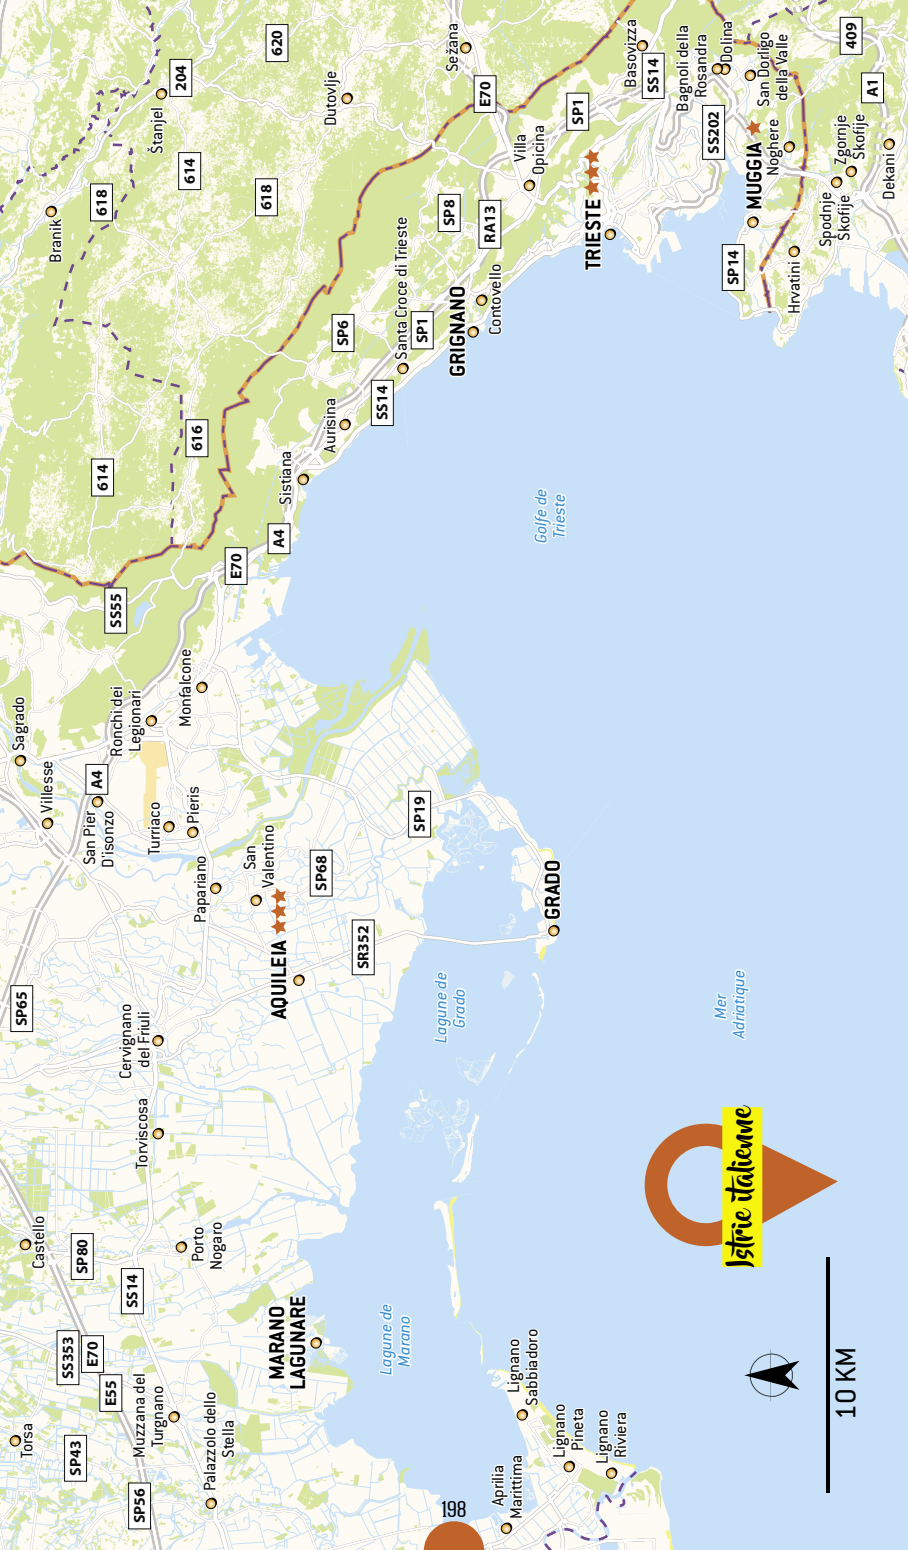 Torsa
SP43
SP56
Muzzana del
Turgnano
Palazzolo dello
Stella
E55
SS353
E70
SS14
SP80
Castello
Porto
Nogaro
MARANO
LAGUNARE
Torviscosa
Cervignano
del Friuli
SP65
AQUILEIA
SR352
SP68
San
Valentino
Papariano
Pieris
Turriaco
San Pier
D'isonzo
A4
Villesse
Sagrado
Ronchi dei
Legionari
Monfalcone
SP19
GRADO
Lagune de
Grado
Lagune de
Marano
Lignano
Sabbiadoro
Lignano
Pineta
Lignano
Riviera
Aprilia
Marittima
SS55
E70
A4
614
616
Sistiana
Aurisina
SS14
SP6
Santa Croce di Trieste
SP1
GRIGNANO
Contovello
Golfe de
Trieste
Mer
Adriatique
Branik
618
614
618
Štanjel
204
620
Dutovlje
Sežana
E70
SP8
RA13
Villa
Opicina
SP1
TRIESTE
Basovizza
SS14
Bagnoli della
Rosandra
Dolina
San Dorligo
della Valle
SS202
MUGGIA
Noghere
SP14
Hrvatini
Spodnje
Skofije
Zgornje
Skofije
Dekani
A1
409
Istrie italienne
10 KM
198